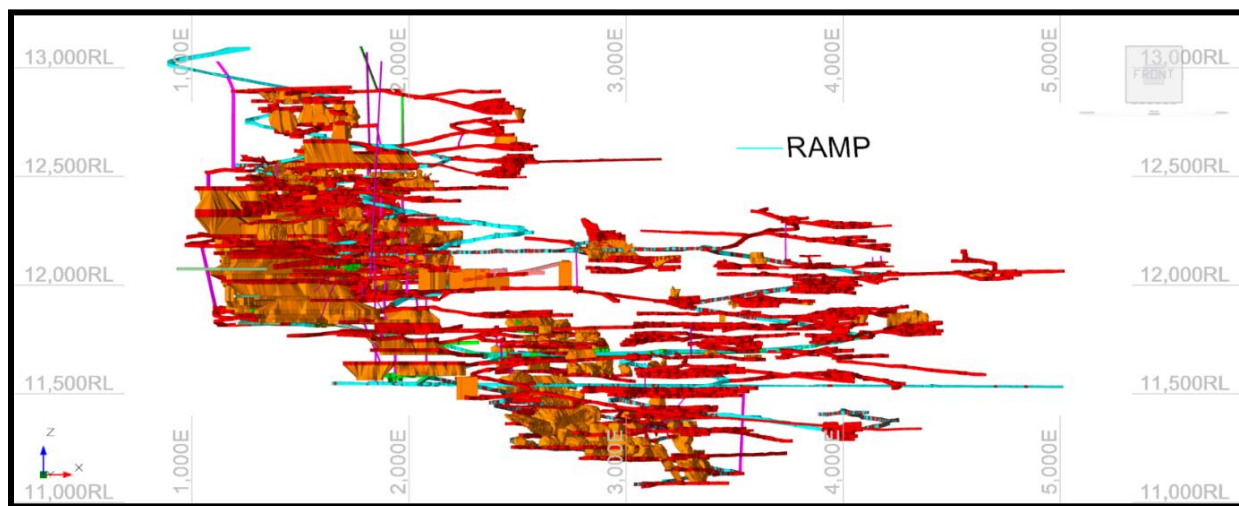 1,000E
2,000E
3,000E
4,000E
5,000E
13,000RL
13,000RL
FRONT
RAMP
12,500RL
12,500RL
12,000RL
12,000RL
11,500RL
11,500RL
Z
X
1,000E
2,000E
3,000E
4,000E
5,000E
11,000RL
11,000RL